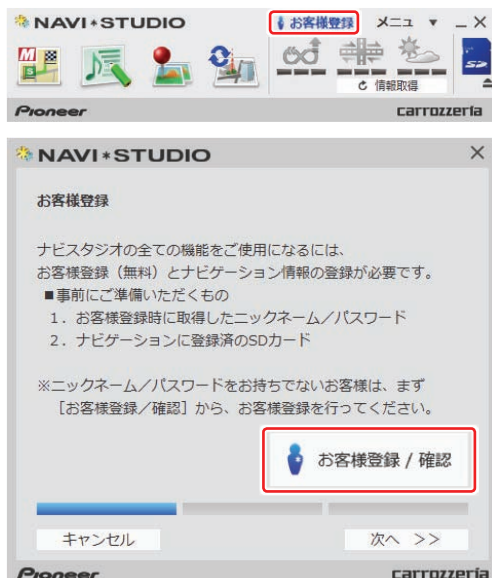 NAVI*STUDIO お客様登録 メニュー ▼ _ ×
M
SD
情報取得
Pioneer carrozzeria
NAVI*STUDIO ×
お客様登録
ナビスタジオの全ての機能をご使用になるには、
お客様登録（無料）とナビゲーション情報の登録が必要です。
■事前にご準備いただくもの
1．お客様登録時に取得したニックネーム／パスワード
2．ナビゲーションに登録済のSDカード
※ニックネーム／パスワードをお持ちでないお客様は、まず
［お客様登録／確認］から、お客様登録を行ってください。
お客様登録 / 確認
キャンセル 次へ >>
Pioneer carrozzeria